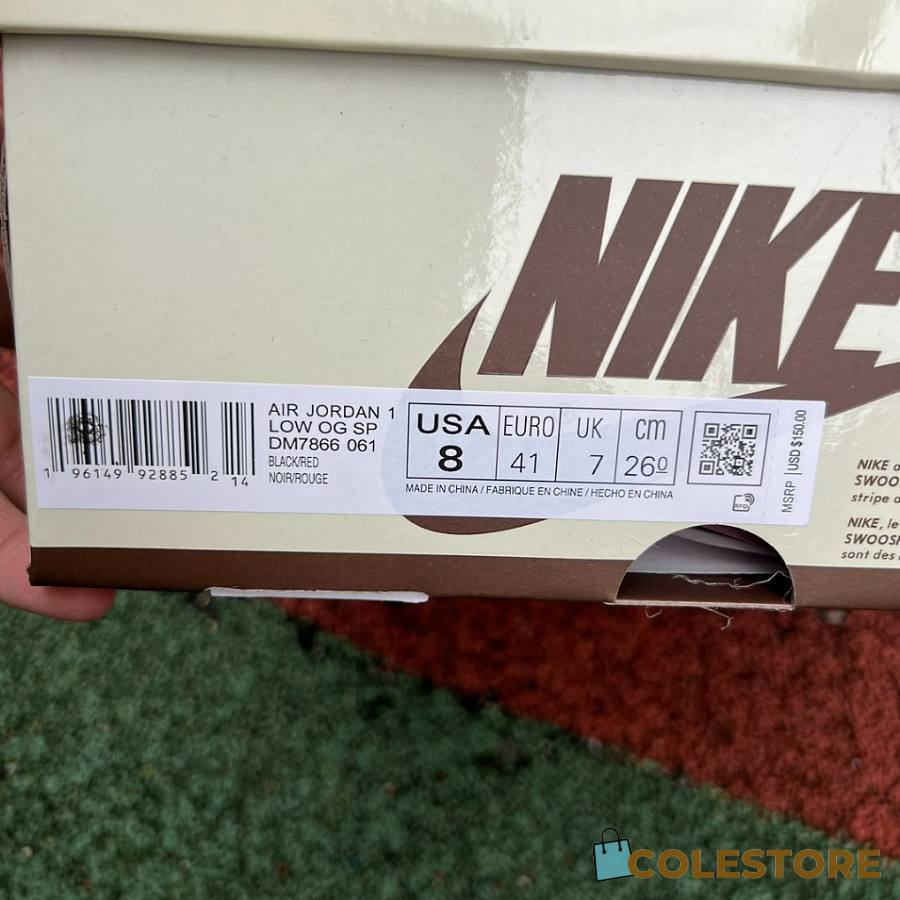 NIKE
AIR JORDAN 1
LOW OG SP
DM7866 061
BLACK/RED
NOIR/ROUGE
1 96149 92885 2 14
USA EURO UK cm
8 41 7 260
MADE IN CHINA / FABRIQUE EN CHINE / HECHO EN CHINA
RFID
MSRP USD $150.00
NIKE
SWOO
stripe
NIKE, le
SWOOSH
sont des
COLESTORE